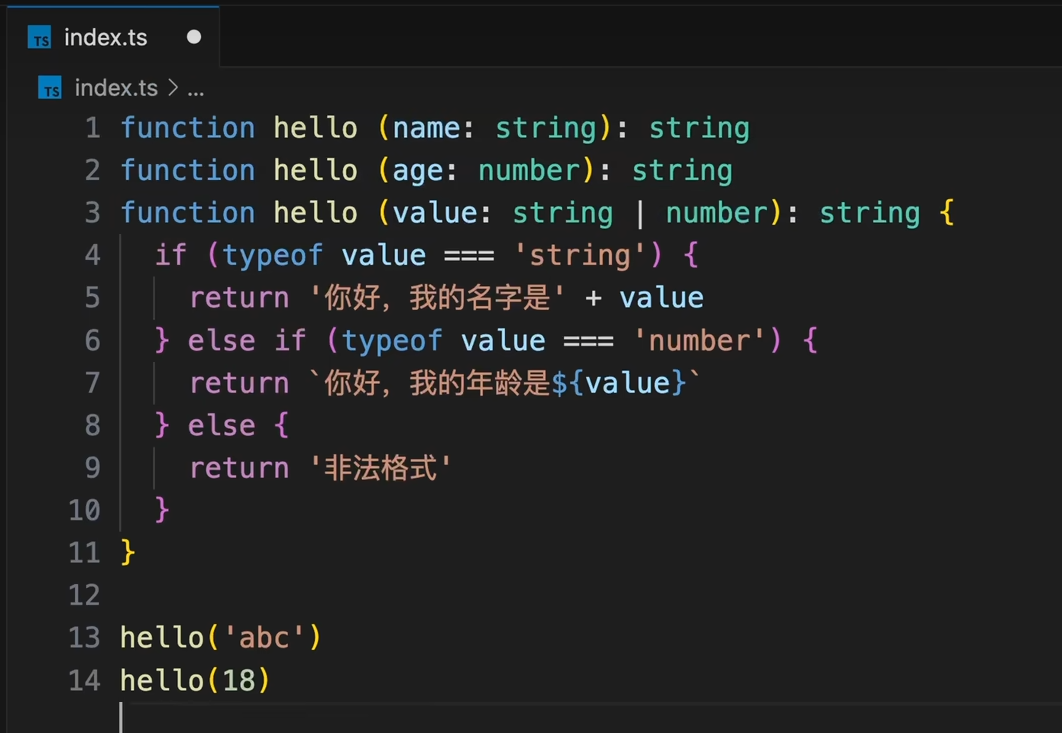 TS index.ts
TS index.ts > ...
1 function hello (name: string): string
2 function hello (age: number): string
3 function hello (value: string | number): string {
4   if (typeof value === 'string') {
5     return '你好，我的名字是' + value
6   } else if (typeof value === 'number') {
7     return `你好，我的年龄是${value}`
8   } else {
9     return '非法格式'
10   }
11 }
12
13 hello('abc')
14 hello(18)